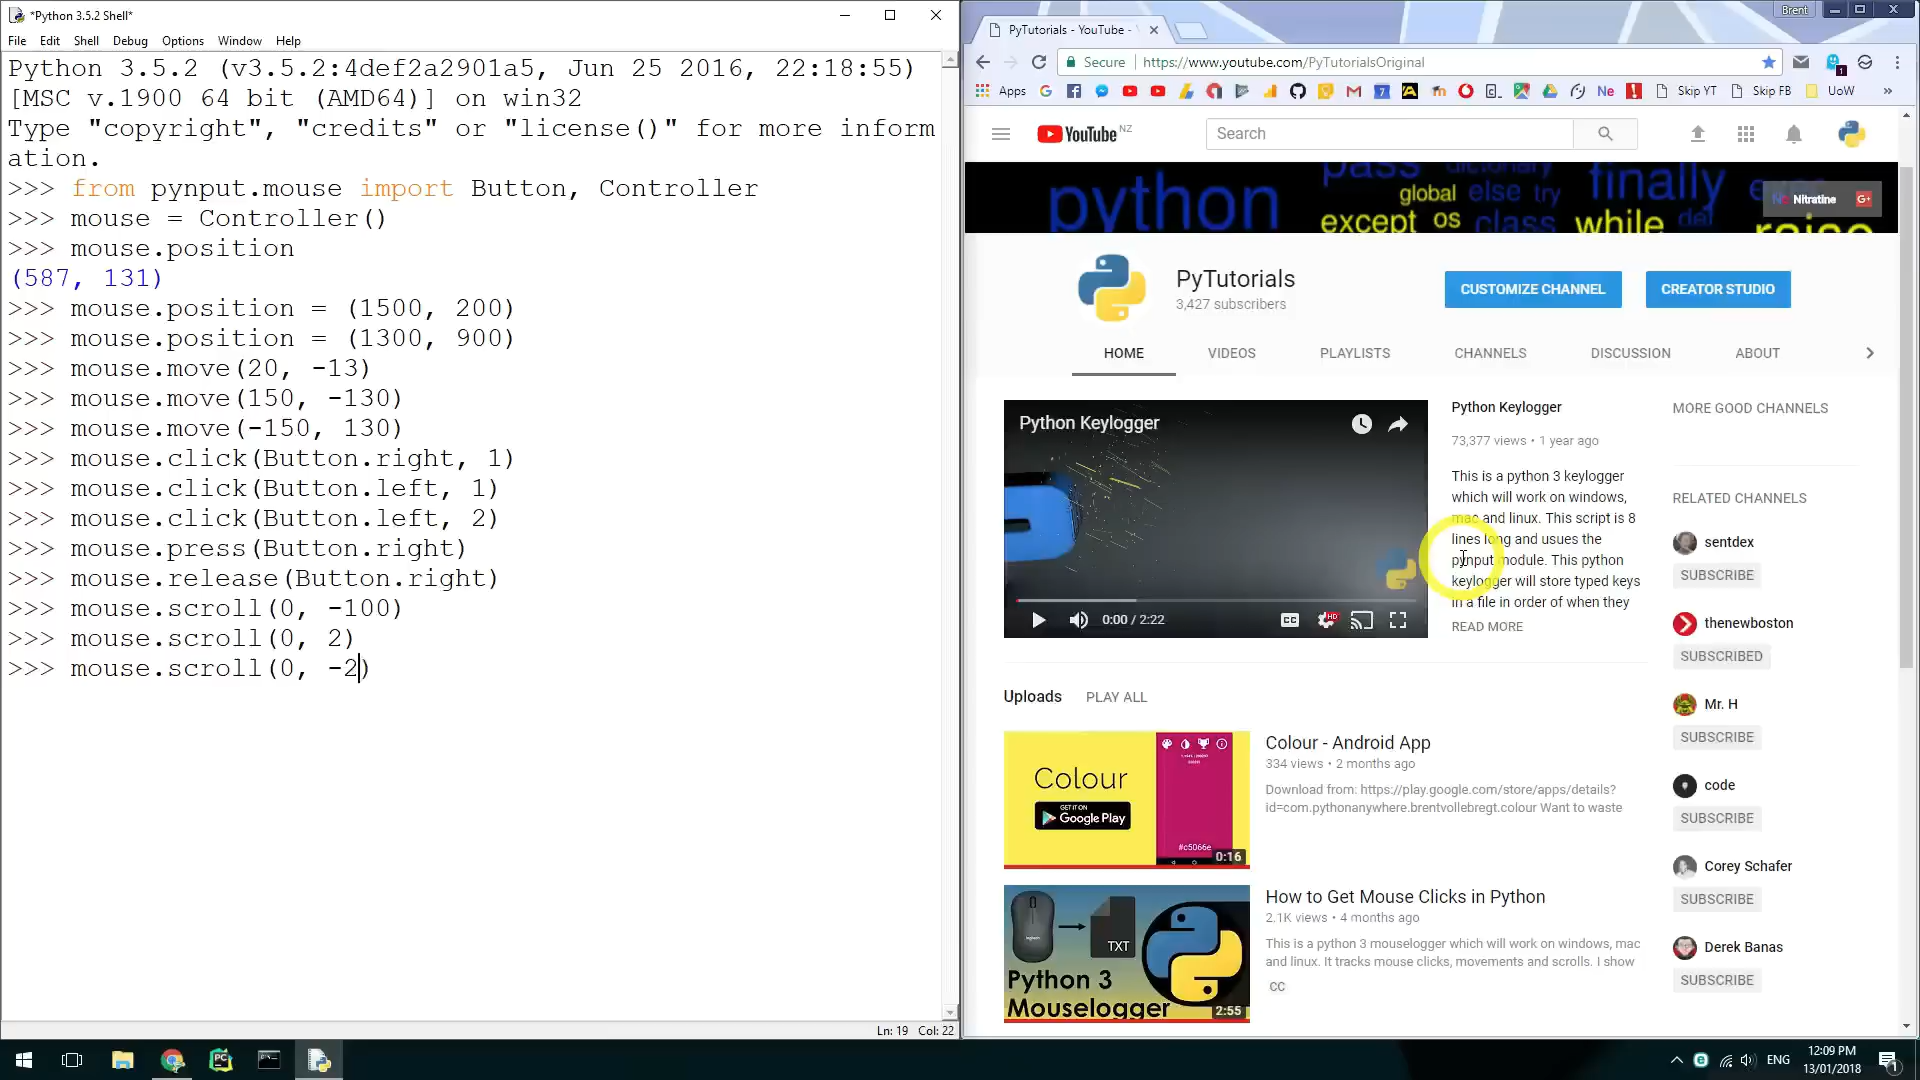 *Python 3.5.2 Shell*
File Edit Shell Debug Options Window Help
Python 3.5.2 (v3.5.2:4def2a2901a5, Jun 25 2016, 22:18:55)
[MSC v.1900 64 bit (AMD64)] on win32
Type "copyright", "credits" or "license()" for more inform
ation.
>>> from pynput.mouse import Button, Controller
>>> mouse = Controller()
>>> mouse.position
(587, 131)
>>> mouse.position = (1500, 200)
>>> mouse.position = (1300, 900)
>>> mouse.move(20, -13)
>>> mouse.move(150, -130)
>>> mouse.move(-150, 130)
>>> mouse.click(Button.right, 1)
>>> mouse.click(Button.left, 1)
>>> mouse.click(Button.left, 2)
>>> mouse.press(Button.right)
>>> mouse.release(Button.right)
>>> mouse.scroll(0, -100)
>>> mouse.scroll(0, 2)
>>> mouse.scroll(0, -2)
Ln: 19 Col: 22
Brent
PyTutorials - YouTube -
Secure https://www.youtube.com/PyTutorialsOriginal
Apps Ne Skip YT Skip FB UoW »
YouTube NZ
Search
python pass dictionary global else try finally except os class while del raise
Nitratine G+
PyTutorials
3,427 subscribers
CUSTOMIZE CHANNEL
CREATOR STUDIO
HOME VIDEOS PLAYLISTS CHANNELS DISCUSSION ABOUT
Python Keylogger
0:00 / 2:22
CC
HD
Python Keylogger
73,377 views • 1 year ago
This is a python 3 keylogger
which will work on windows,
mac and linux. This script is 8
lines long and usues the
pynput module. This python
keylogger will store typed keys
in a file in order of when they
READ MORE
MORE GOOD CHANNELS
RELATED CHANNELS
sentdex
SUBSCRIBE
thenewboston
SUBSCRIBED
Mr. H
SUBSCRIBE
code
SUBSCRIBE
Corey Schafer
SUBSCRIBE
Derek Banas
SUBSCRIBE
Uploads PLAY ALL
Colour
GET IT ON
Google Play
#c5066e
0:16
Colour - Android App
334 views • 2 months ago
Download from: https://play.google.com/store/apps/details?
id=com.pythonanywhere.brentvollebregt.colour Want to waste
TXT
Python 3
Mouselogger
2:55
How to Get Mouse Clicks in Python
2.1K views • 4 months ago
This is a python 3 mouselogger which will work on windows, mac
and linux. It tracks mouse clicks, movements and scrolls. I show
CC
ENG
12:09 PM
13/01/2018
1